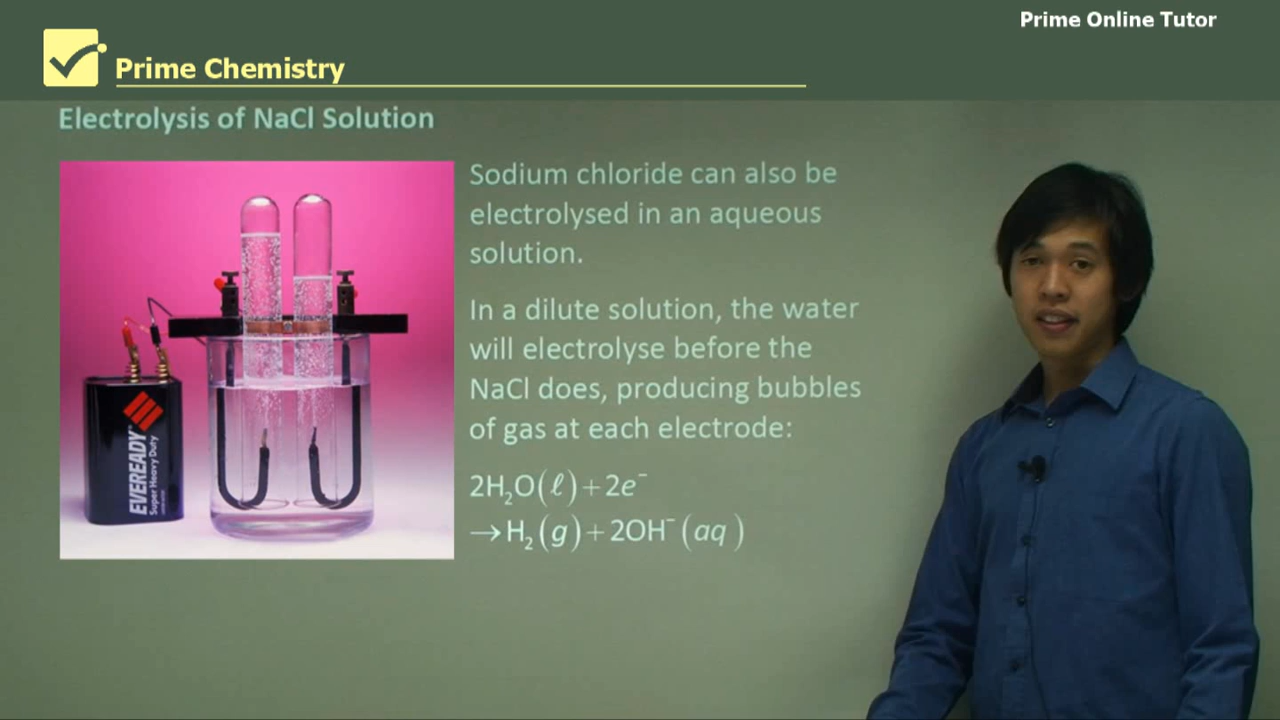 Prime Online Tutor
Prime Chemistry
Electrolysis of NaCl Solution
Sodium chloride can also be
electrolysed in an aqueous
solution.
In a dilute solution, the water
will electrolyse before the
NaCl does, producing bubbles
of gas at each electrode:
2H₂O(ℓ)+2e⁻
→H₂(g)+2OH⁻(aq)
EVEREADY
Super Heavy Duty